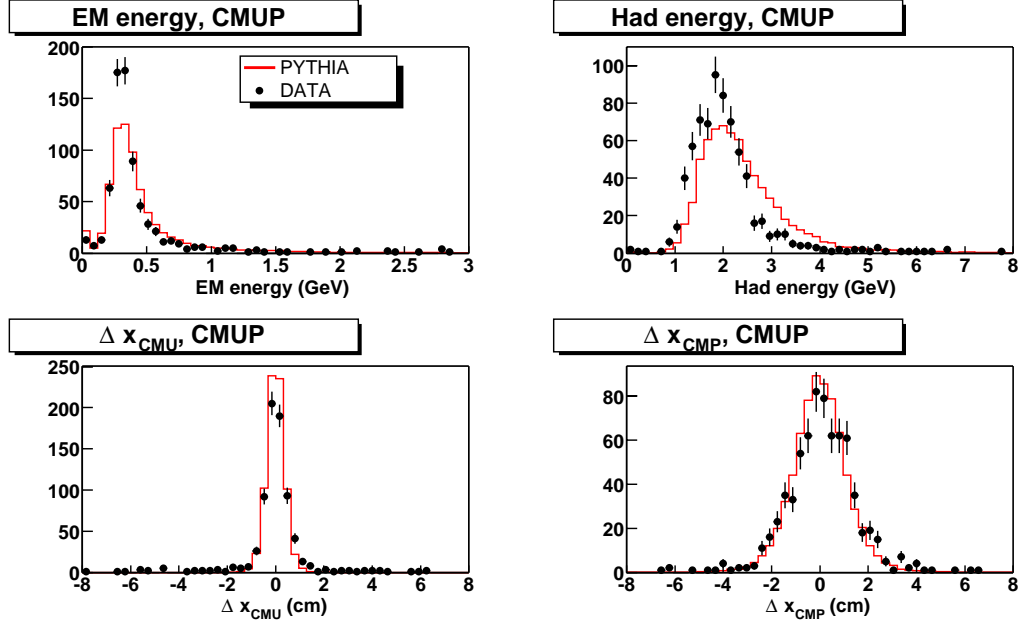 EM energy, CMUP
200
150
100
50
0
0 0.5 1 1.5 2 2.5 3
EM energy (GeV)
PYTHIA
DATA
Had energy, CMUP
100
80
60
40
20
0
0 1 2 3 4 5 6 7 8
Had energy (GeV)
Δ x_CMU, CMUP
250
200
150
100
50
0
-8 -6 -4 -2 0 2 4 6 8
Δ x_CMU (cm)
Δ x_CMP, CMUP
80
60
40
20
0
-8 -6 -4 -2 0 2 4 6 8
Δ x_CMP (cm)